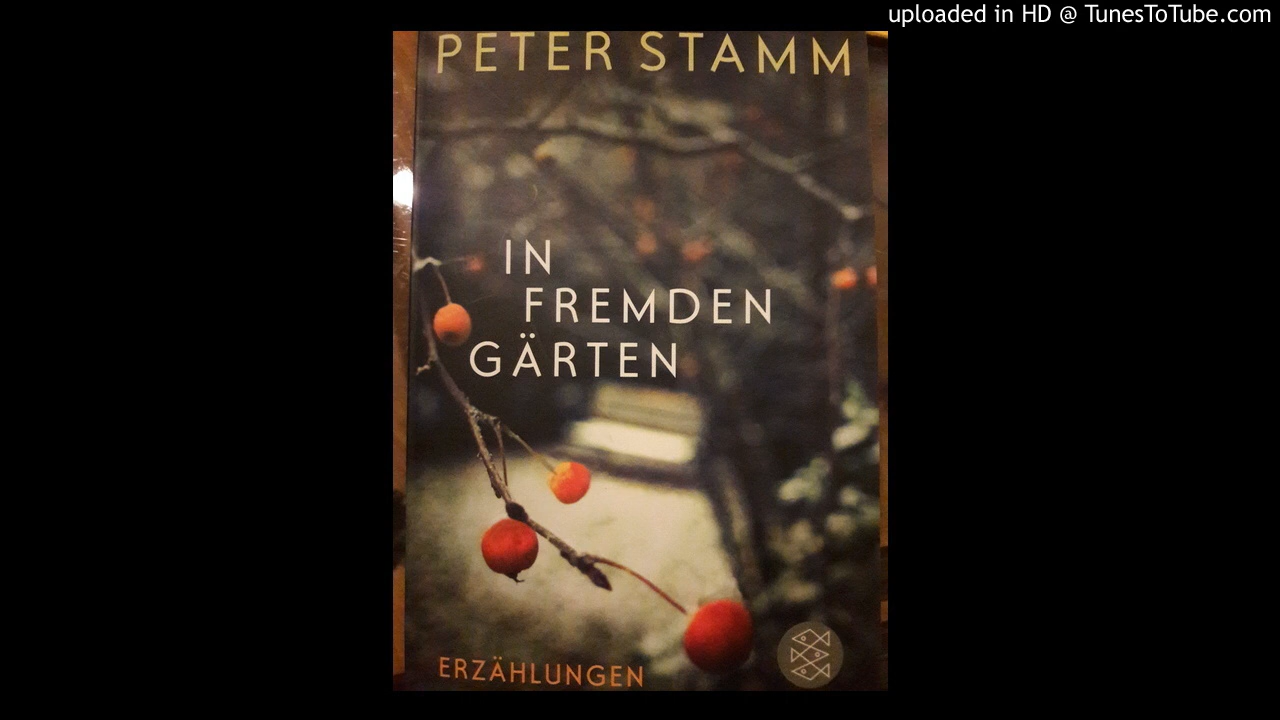 uploaded in HD @ TunesToTube.com
PETER STAMM
IN
FREMDEN
GÄRTEN
ERZÄHLUNGEN